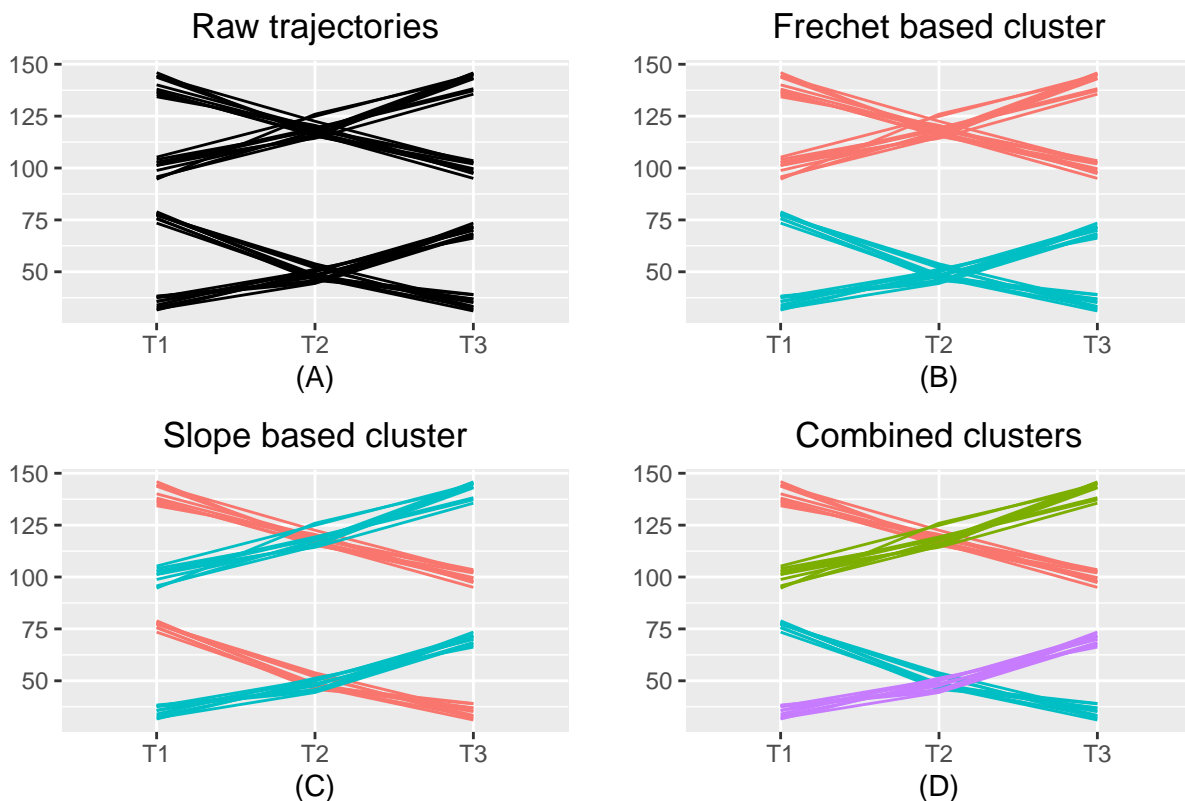 Raw trajectories
150
125
100
75
50
T1 T2 T3
(A)
Frechet based cluster
150
125
100
75
50
T1 T2 T3
(B)
Slope based cluster
150
125
100
75
50
T1 T2 T3
(C)
Combined clusters
150
125
100
75
50
T1 T2 T3
(D)